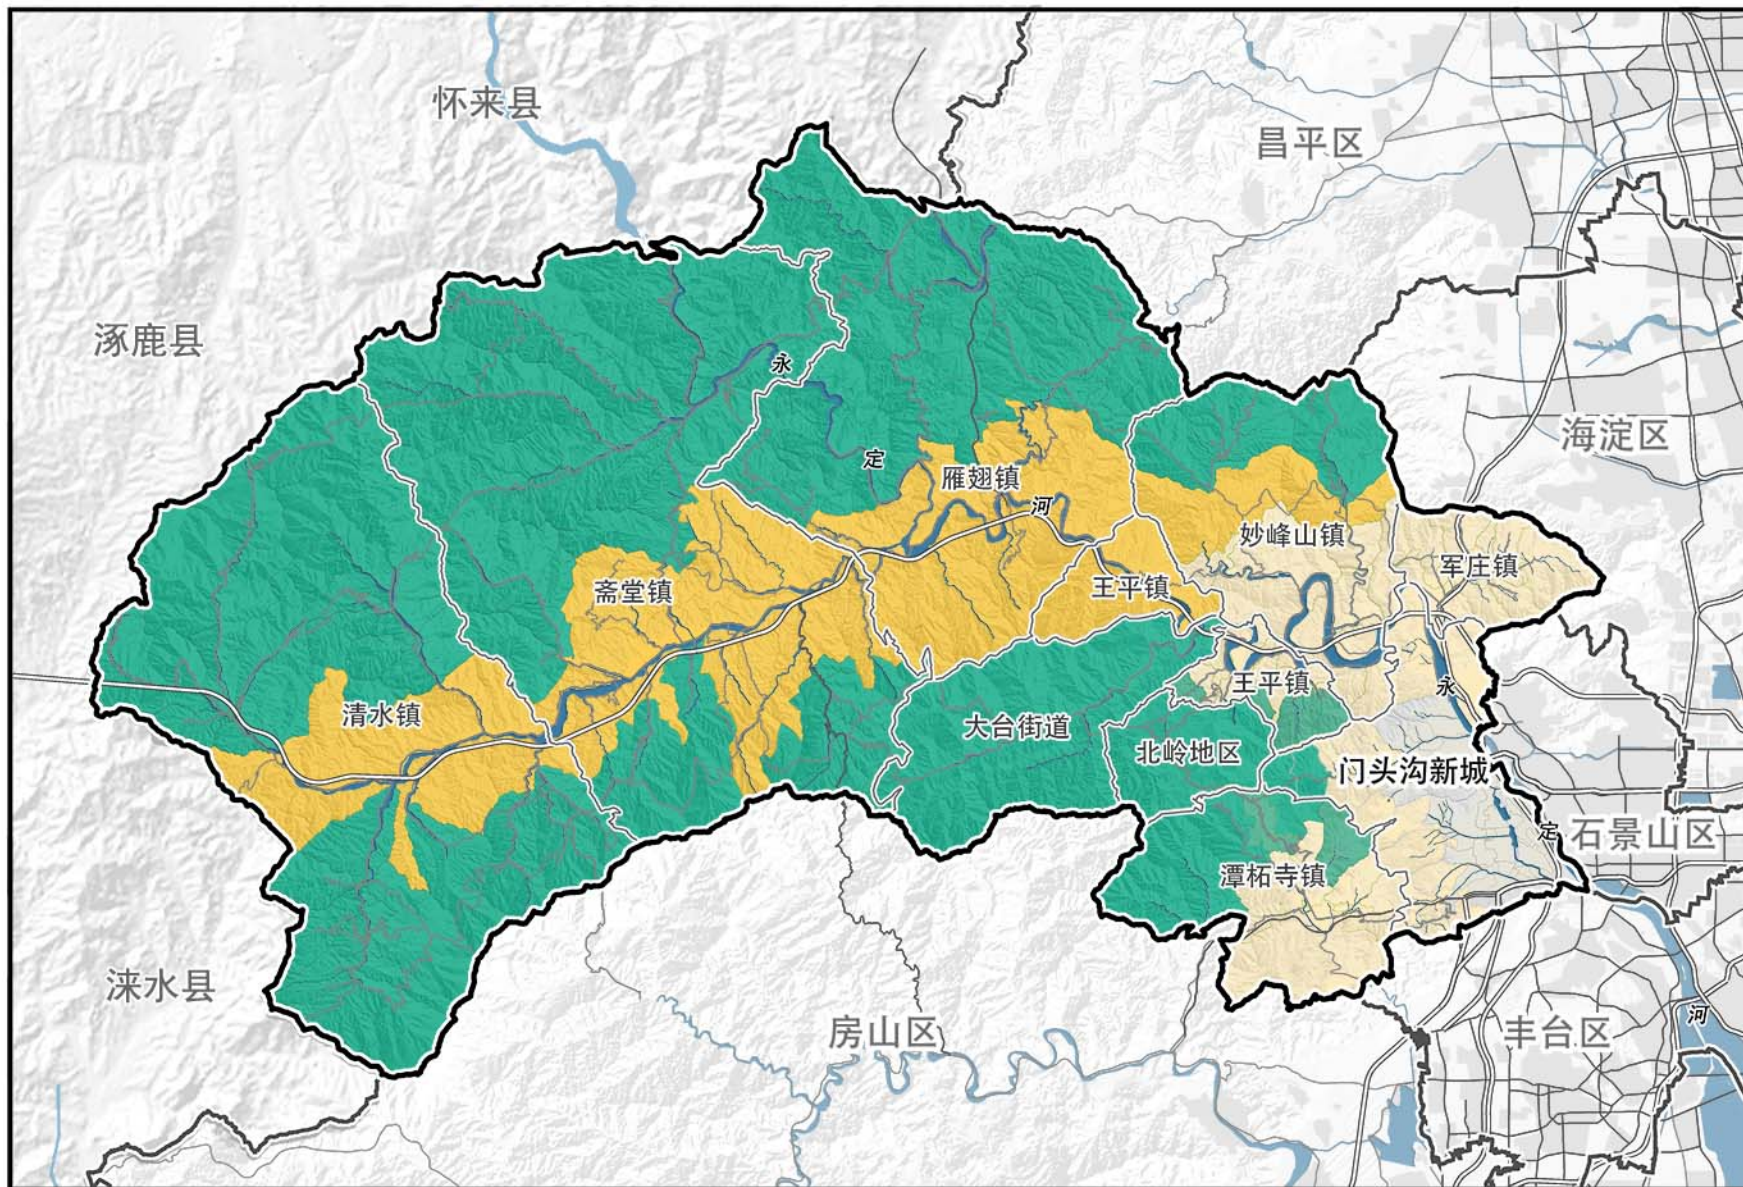 怀来县
昌平区
涿鹿县
永
海淀区
定
雁翅镇
河
妙峰山镇
军庄镇
斋堂镇
王平镇
王平镇
永
清水镇
大台街道
北岭地区
门头沟新城
定
石景山区
潭柘寺镇
涞水县
河
房山区
丰台区